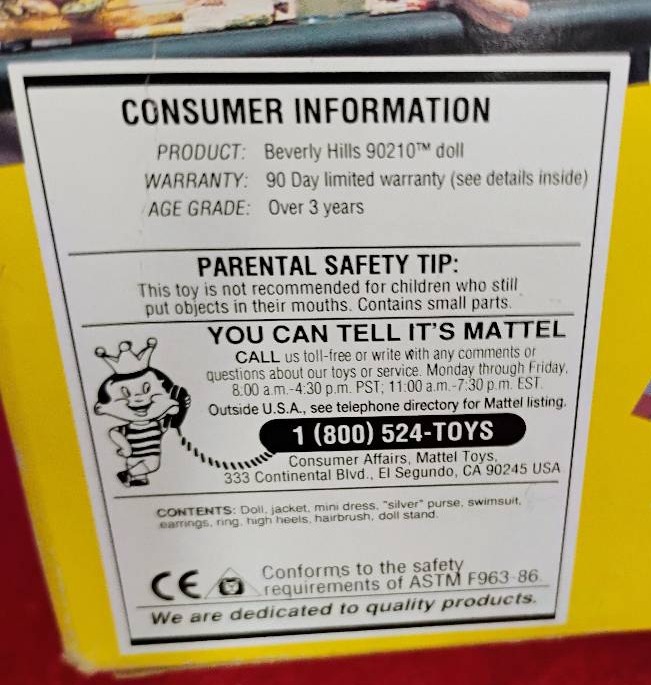 CONSUMER INFORMATION
PRODUCT: Beverly Hills 90210™ doll
WARRANTY: 90 Day limited warranty (see details inside)
AGE GRADE: Over 3 years
PARENTAL SAFETY TIP:
This toy is not recommended for children who still
put objects in their mouths. Contains small parts.
YOU CAN TELL IT'S MATTEL
CALL us toll-free or write with any comments or
questions about our toys or service. Monday through Friday,
8:00 a.m.-4:30 p.m. PST; 11:00 a.m.-7:30 p.m. EST.
Outside U.S.A., see telephone directory for Mattel listing.
1 (800) 524-TOYS
Consumer Affairs, Mattel Toys,
333 Continental Blvd., El Segundo, CA 90245 USA
CONTENTS: Doll, jacket, mini dress, "silver" purse, swimsuit,
earrings, ring, high heels, hairbrush, doll stand.
CE
Conforms to the safety
requirements of ASTM F963-86.
We are dedicated to quality products.